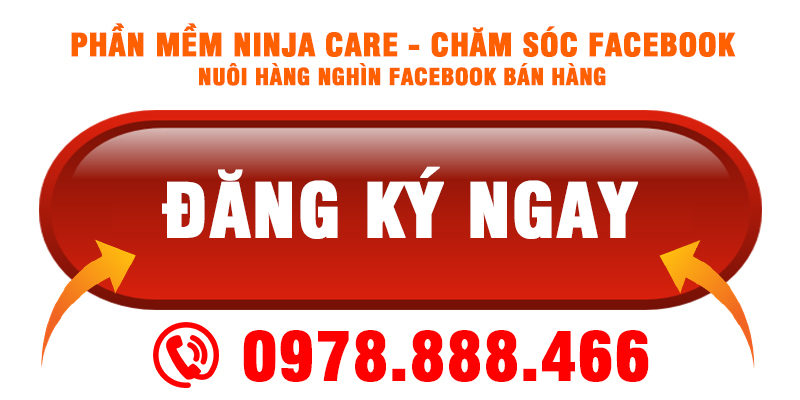 PHẦN MỀM NINJA CARE - CHĂM SÓC FACEBOOK
NUÔI HÀNG NGHÌN FACEBOOK BÁN HÀNG
ĐĂNG KÝ NGAY
0978.888.466